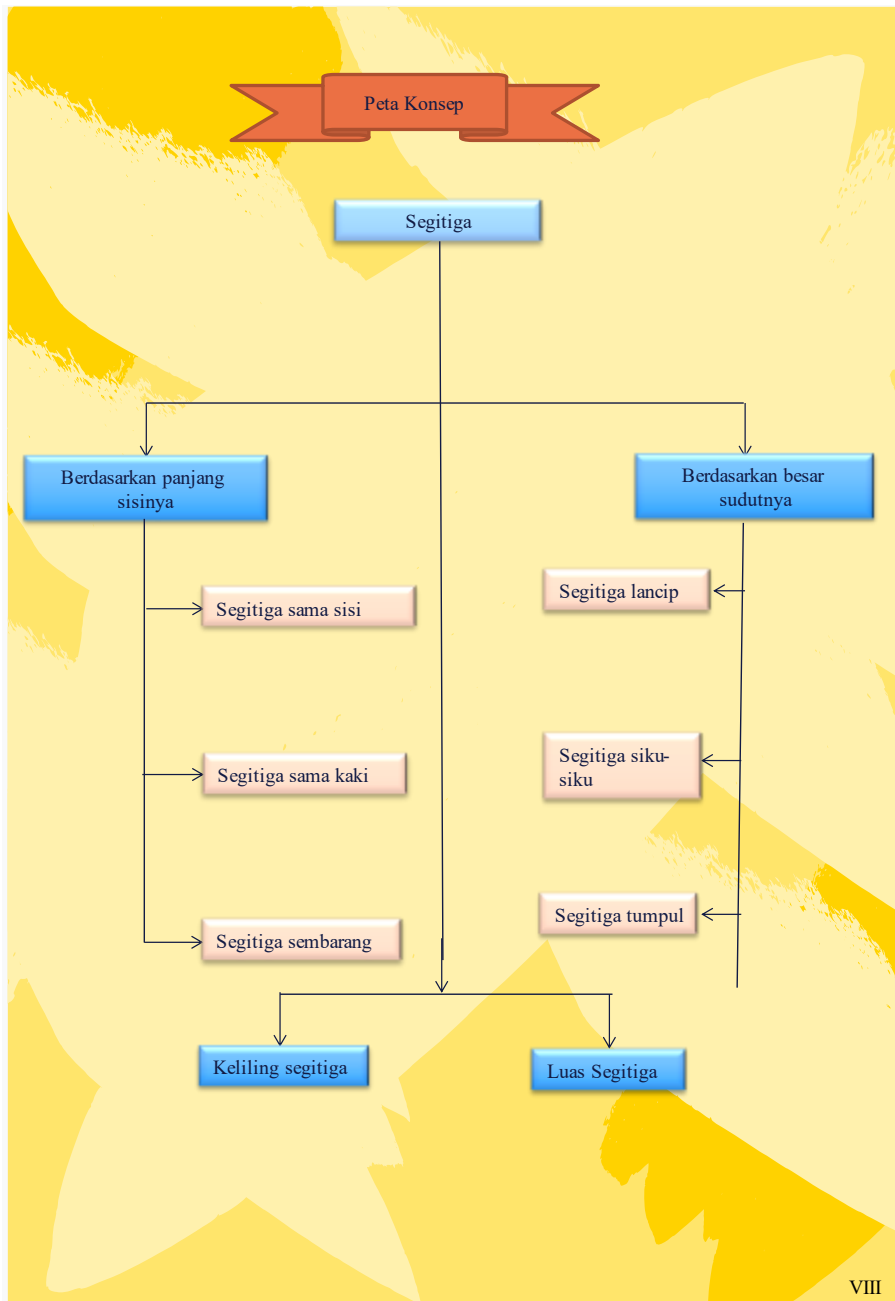 Peta Konsep
Segitiga
Berdasarkan panjang
sisinya
Segitiga sama sisi
Segitiga sama kaki
Segitiga sembarang
Berdasarkan besar
sudutnya
Segitiga lancip
Segitiga siku-
siku
Segitiga tumpul
Keliling segitiga
Luas Segitiga
VIII